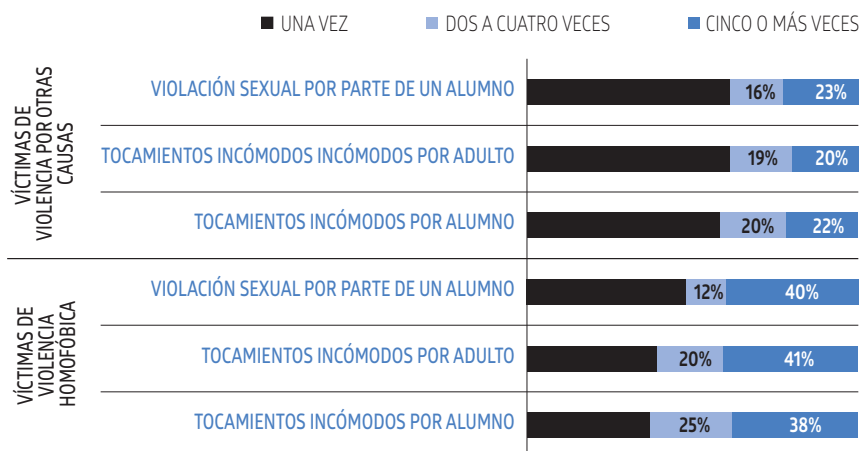 UNA VEZ DOS A CUATRO VECES CINCO O MÁS VECES
VÍCTIMAS DE
VIOLENCIA POR OTRAS
CAUSAS
VIOLACIÓN SEXUAL POR PARTE DE UN ALUMNO 16% 23%
TOCAMIENTOS INCÓMODOS INCÓMODOS POR ADULTO 19% 20%
TOCAMIENTOS INCÓMODOS POR ALUMNO 20% 22%
VÍCTIMAS DE
VIOLENCIA
HOMOFÓBICA
VIOLACIÓN SEXUAL POR PARTE DE UN ALUMNO 12% 40%
TOCAMIENTOS INCÓMODOS POR ADULTO 20% 41%
TOCAMIENTOS INCÓMODOS POR ALUMNO 25% 38%